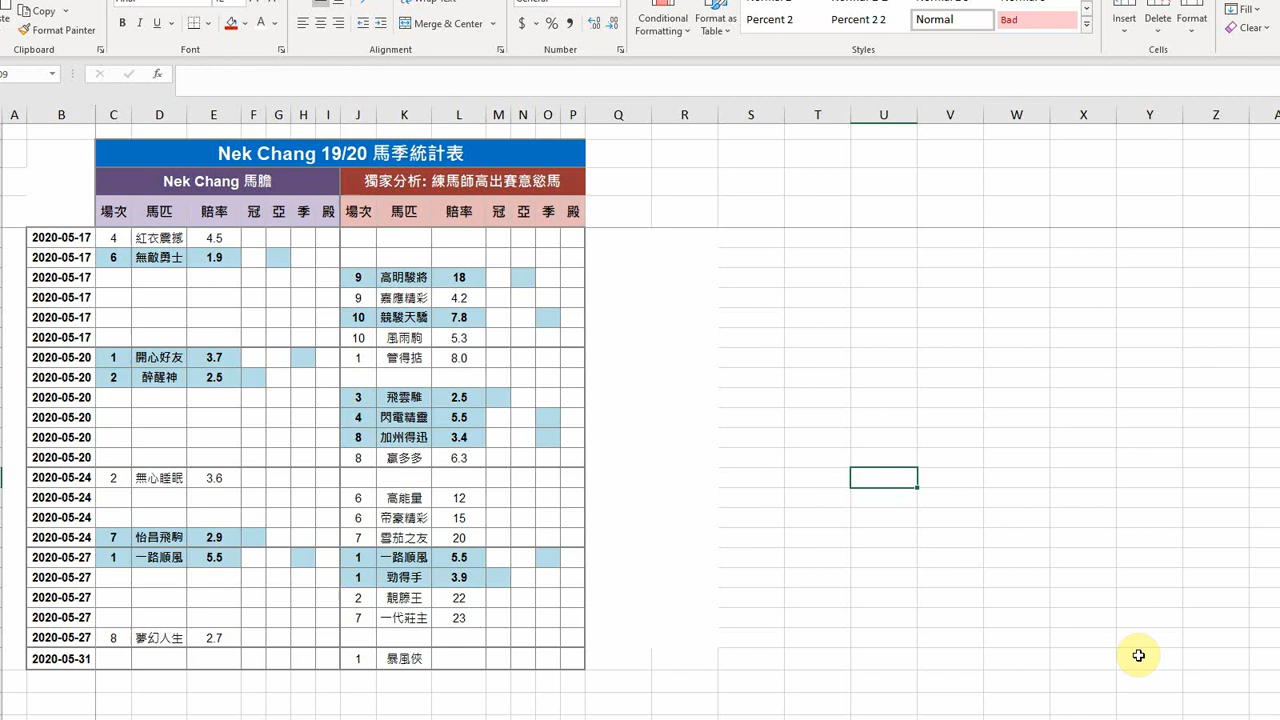 Copy
Format Painter
Clipboard
B I U A
Font
Wrap Text
Merge & Center
Alignment
General
$ %
Number
Conditional Formatting
Format as Table
Percent 2 Percent 2 2 Normal Bad
Styles
Insert Delete Format
Cells
Fill
Clear
fx
A B C D E F G H I J K L M N O P Q R S T U V W X Y Z
Nek Chang 19/20 馬季統計表
Nek Chang 馬膽 獨家分析: 練馬師高出賽意慾馬
場次 馬匹 賠率 冠 亞 季 殿 場次 馬匹 賠率 冠 亞 季 殿
2020-05-17 4 紅衣震撼 4.5
2020-05-17 6 無敵勇士 1.9
2020-05-17 9 高明駿將 18
2020-05-17 9 嘉應精彩 4.2
2020-05-17 10 競駿天驕 7.8
2020-05-17 10 風雨駒 5.3
2020-05-20 1 開心好友 3.7 1 管得掂 8.0
2020-05-20 2 醉醒神 2.5
2020-05-20 3 飛雲騅 2.5
2020-05-20 4 閃電精靈 5.5
2020-05-20 8 加州得迅 3.4
2020-05-20 8 贏多多 6.3
2020-05-24 2 無心睡眠 3.6
2020-05-24 6 高能量 12
2020-05-24 6 帝豪精彩 15
2020-05-24 7 怡昌飛駒 2.9 7 雪茄之友 20
2020-05-27 1 一路順風 5.5 1 一路順風 5.5
2020-05-27 1 勁得手 3.9
2020-05-27 2 靚滕王 22
2020-05-27 7 一代莊主 23
2020-05-27 8 夢幻人生 2.7
2020-05-31 1 暴風俠